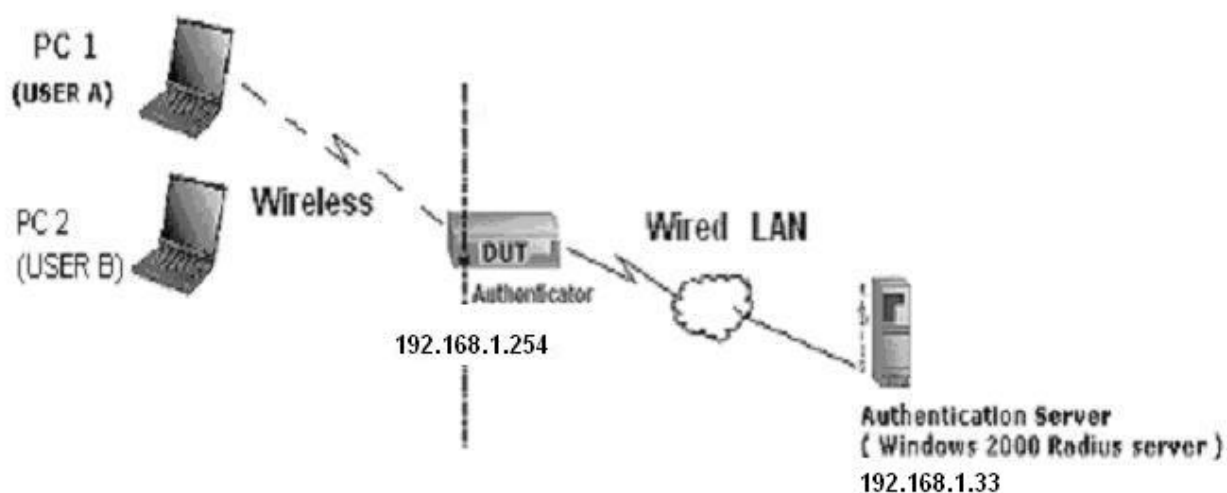 PC 1
(USER A)
PC 2
(USER B)
Wireless
DUT
Authenticator
192.168.1.254
Wired LAN
Authentication Server
( Windows 2000 Radius server )
192.168.1.33